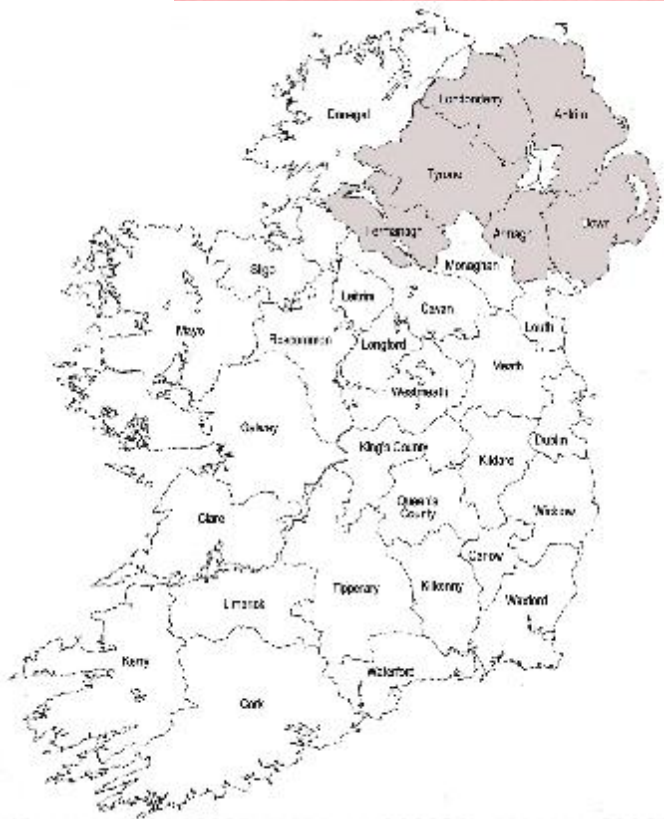 Londonderry
Antrim
Donegal
Tyrone
Fermanagh
Armagh
Down
Monaghan
Sligo
Leitrim
Cavan
Louth
Mayo
Roscommon
Longford
Meath
Westmeath
Galway
Dublin
King's County
Kildare
Queen's
County
Wicklow
Clare
Carlow
Limerick
Tipperary
Kilkenny
Wexford
Kerry
Waterford
Cork